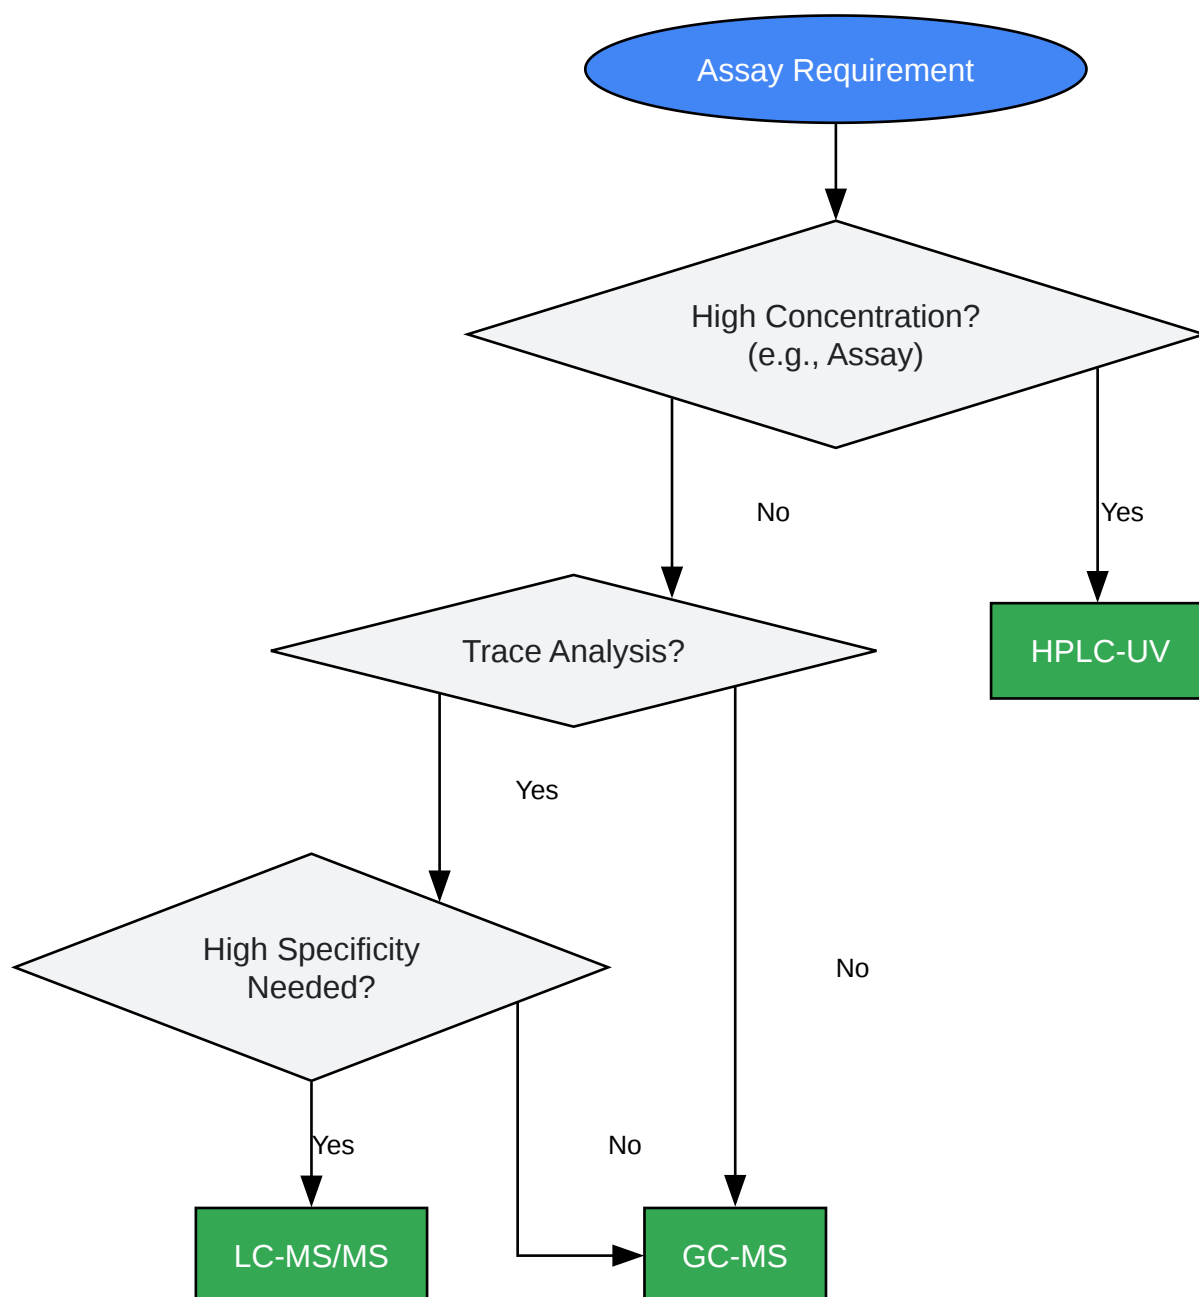 Assay Requirement
High Concentration?
(e.g., Assay)
No
Yes
Trace Analysis?
HPLC-UV
Yes
High Specificity
Needed?
No
Yes
No
LC-MS/MS
GC-MS